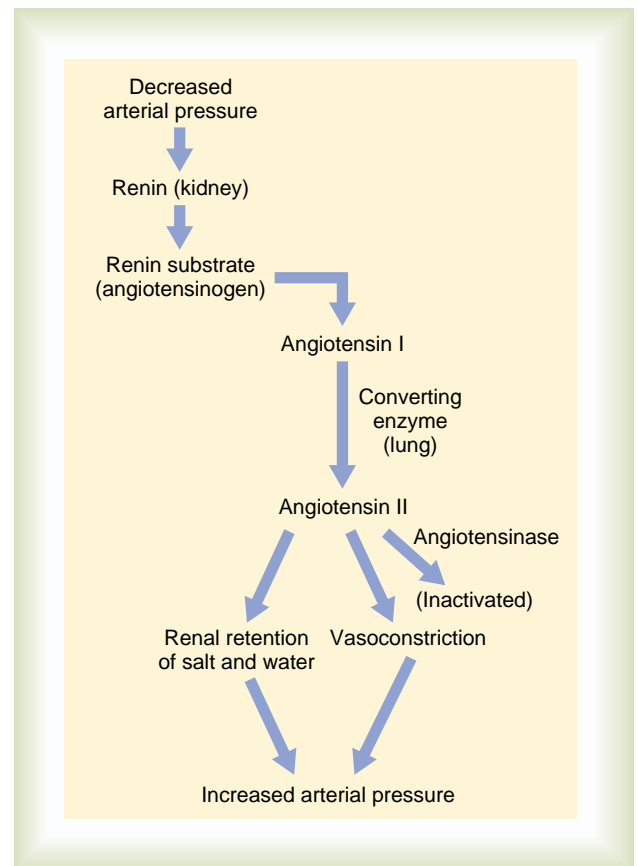 Decreased
arterial pressure
Renin (kidney)
Renin substrate
(angiotensinogen)
Angiotensin I
Converting
enzyme
(lung)
Angiotensin II
Angiotensinase
(Inactivated)
Renal retention
of salt and water
Vasoconstriction
Increased arterial pressure